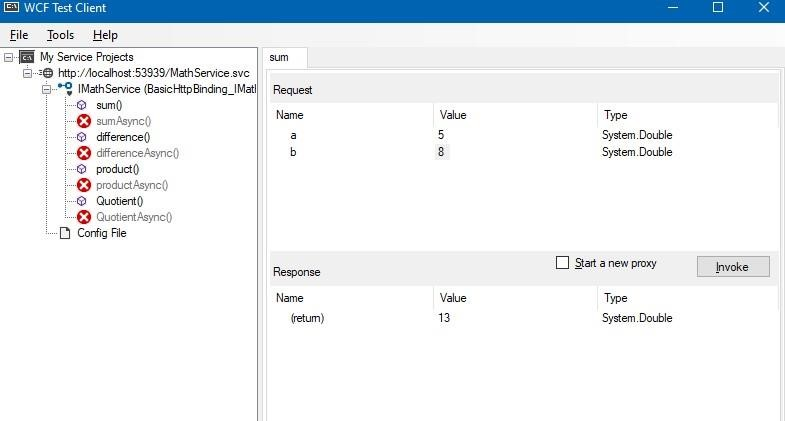 WCF Test Client
File Tools Help
My Service Projects
http://localhost:53939/MathService.svc
IMathService (BasicHttpBinding_IMatl
sum()
sumAsync()
difference()
differenceAsync()
product()
productAsync()
Quotient()
QuotientAsync()
Config File
sum
Request
Name Value Type
a 5 System.Double
b 8 System.Double
Response
Start a new proxy
Invoke
Name Value Type
(return) 13 System.Double